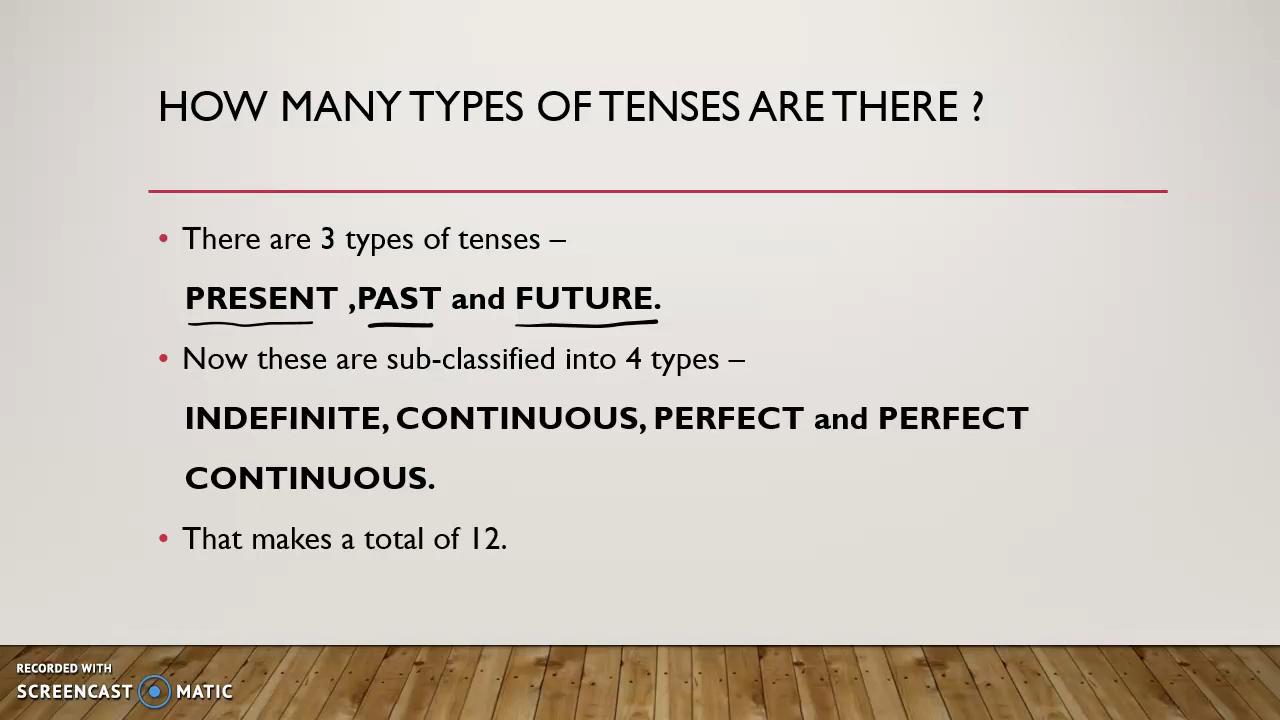 HOW MANY TYPES OF TENSES ARE THERE ?
• There are 3 types of tenses –
PRESENT ,PAST and FUTURE.
• Now these are sub-classified into 4 types –
INDEFINITE, CONTINUOUS, PERFECT and PERFECT
CONTINUOUS.
• That makes a total of 12.
RECORDED WITH
SCREENCAST MATIC